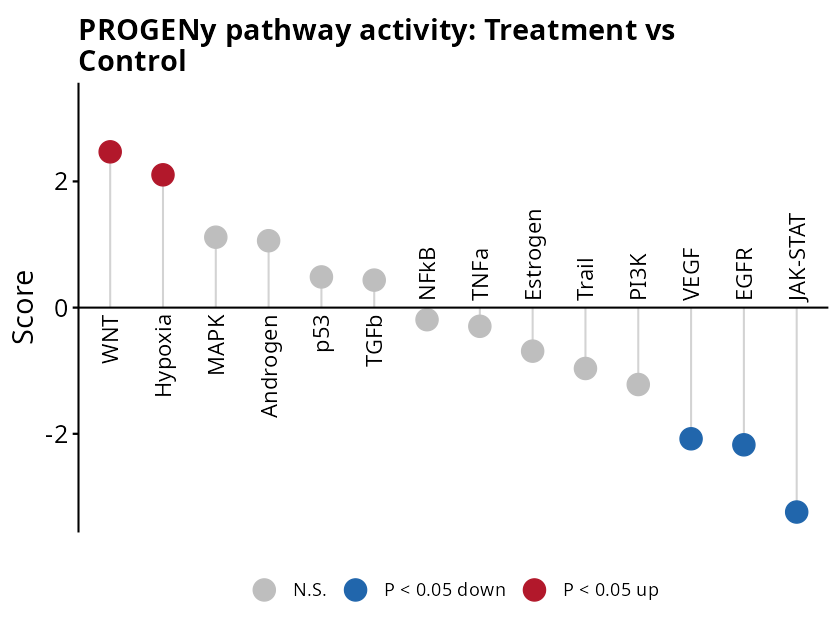 PROGENy pathway activity: Treatment vs
Control
Score
2
0
-2
WNT
Hypoxia
MAPK
Androgen
p53
TGFb
NFkB
TNFa
Estrogen
Trail
PI3K
VEGF
EGFR
JAK-STAT
N.S.
P < 0.05 down
P < 0.05 up